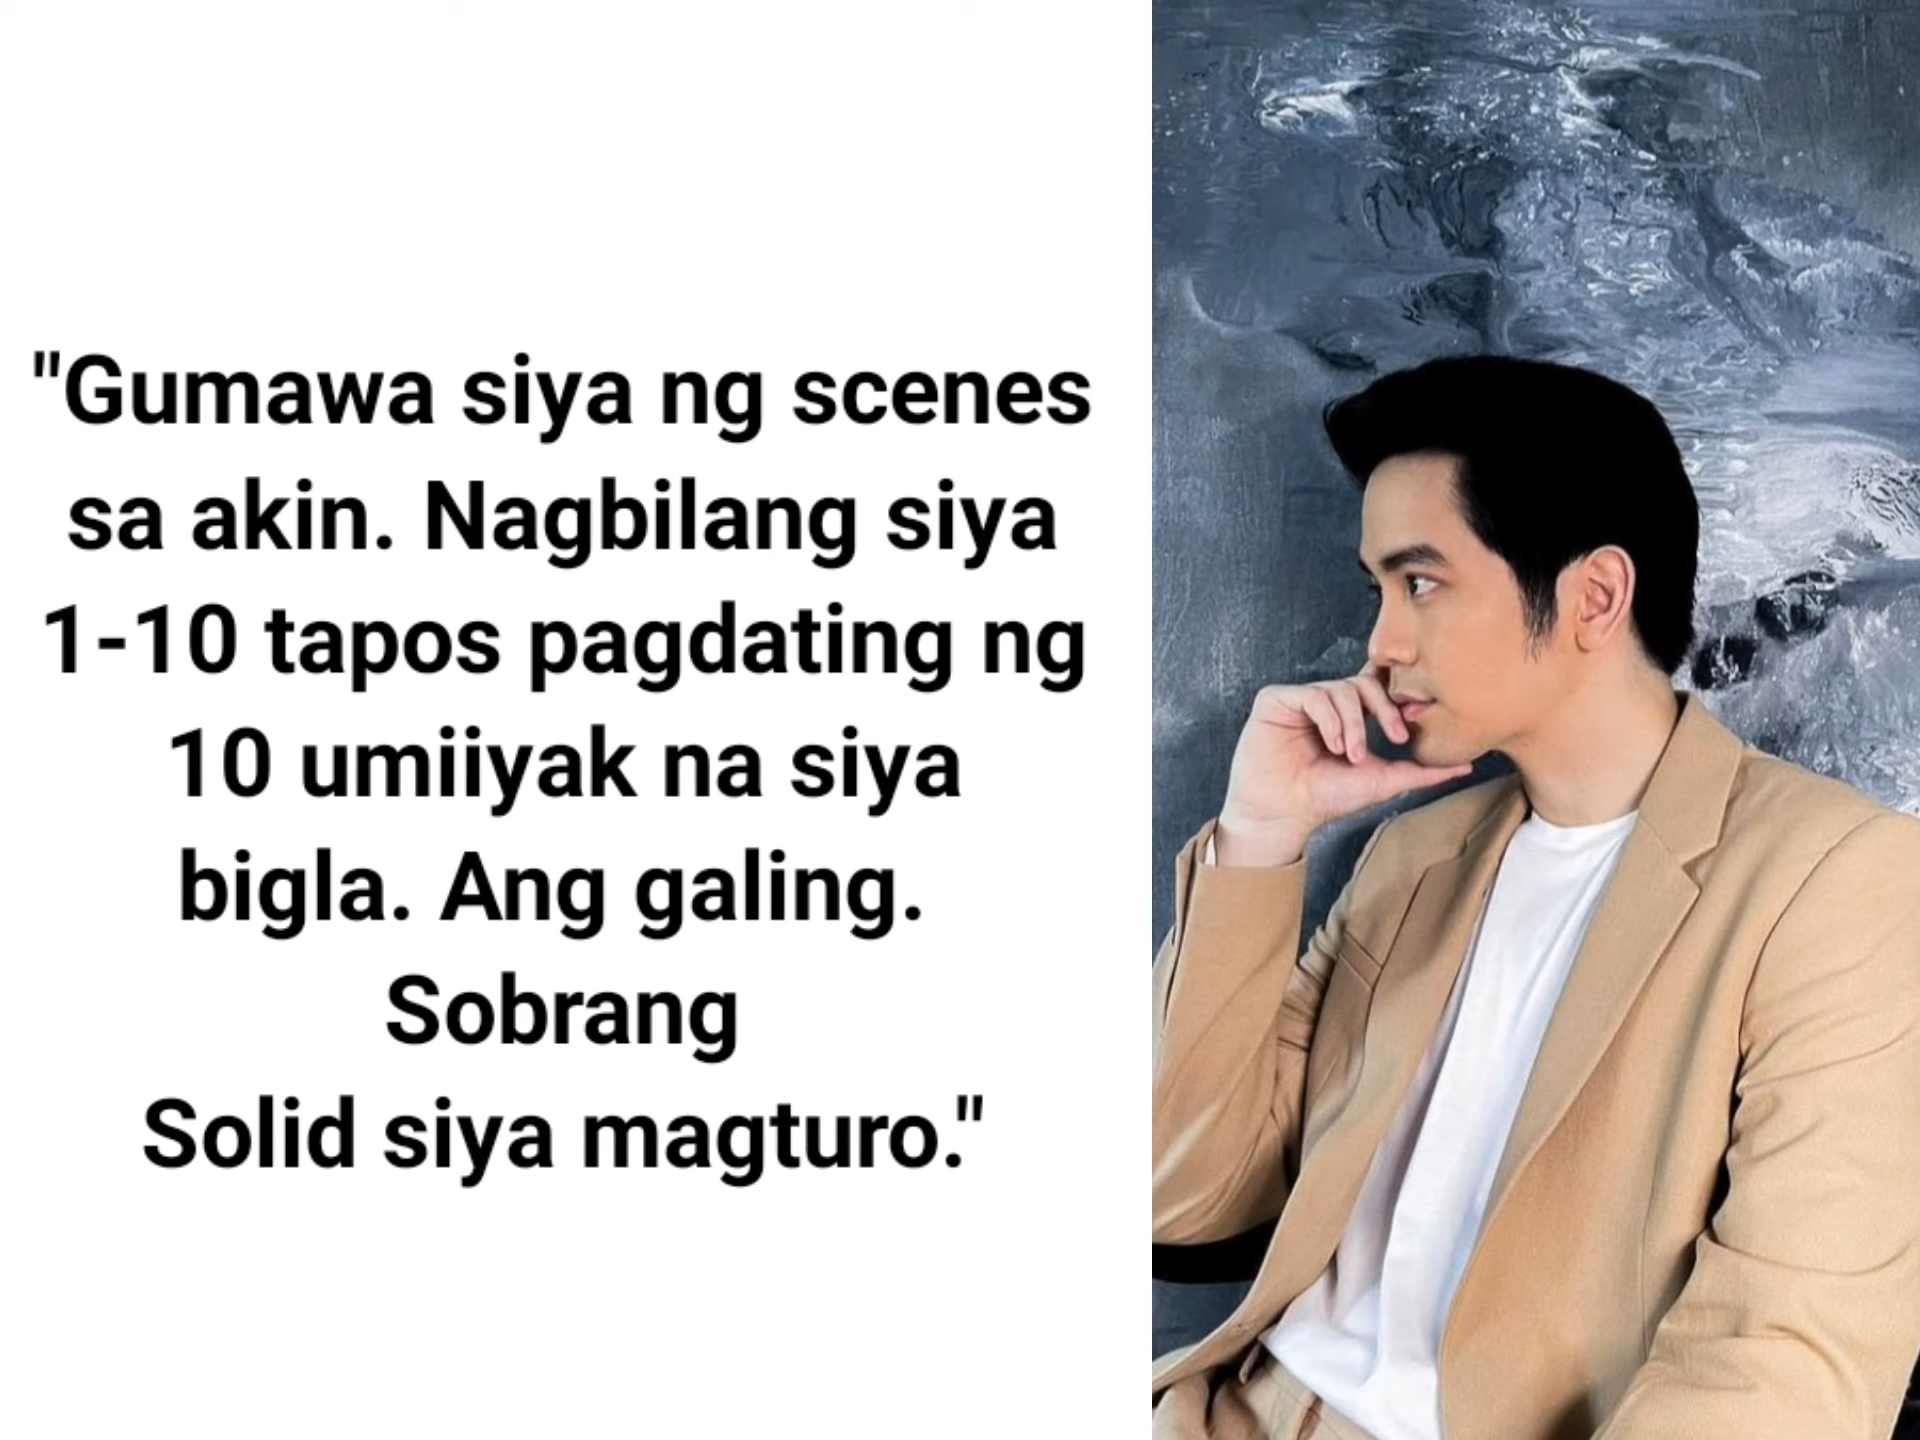 "Gumawa siya ng scenes
sa akin. Nagbilang siya
1-10 tapos pagdating ng
10 umiiyak na siya
bigla. Ang galing.
Sobrang
Solid siya magturo."